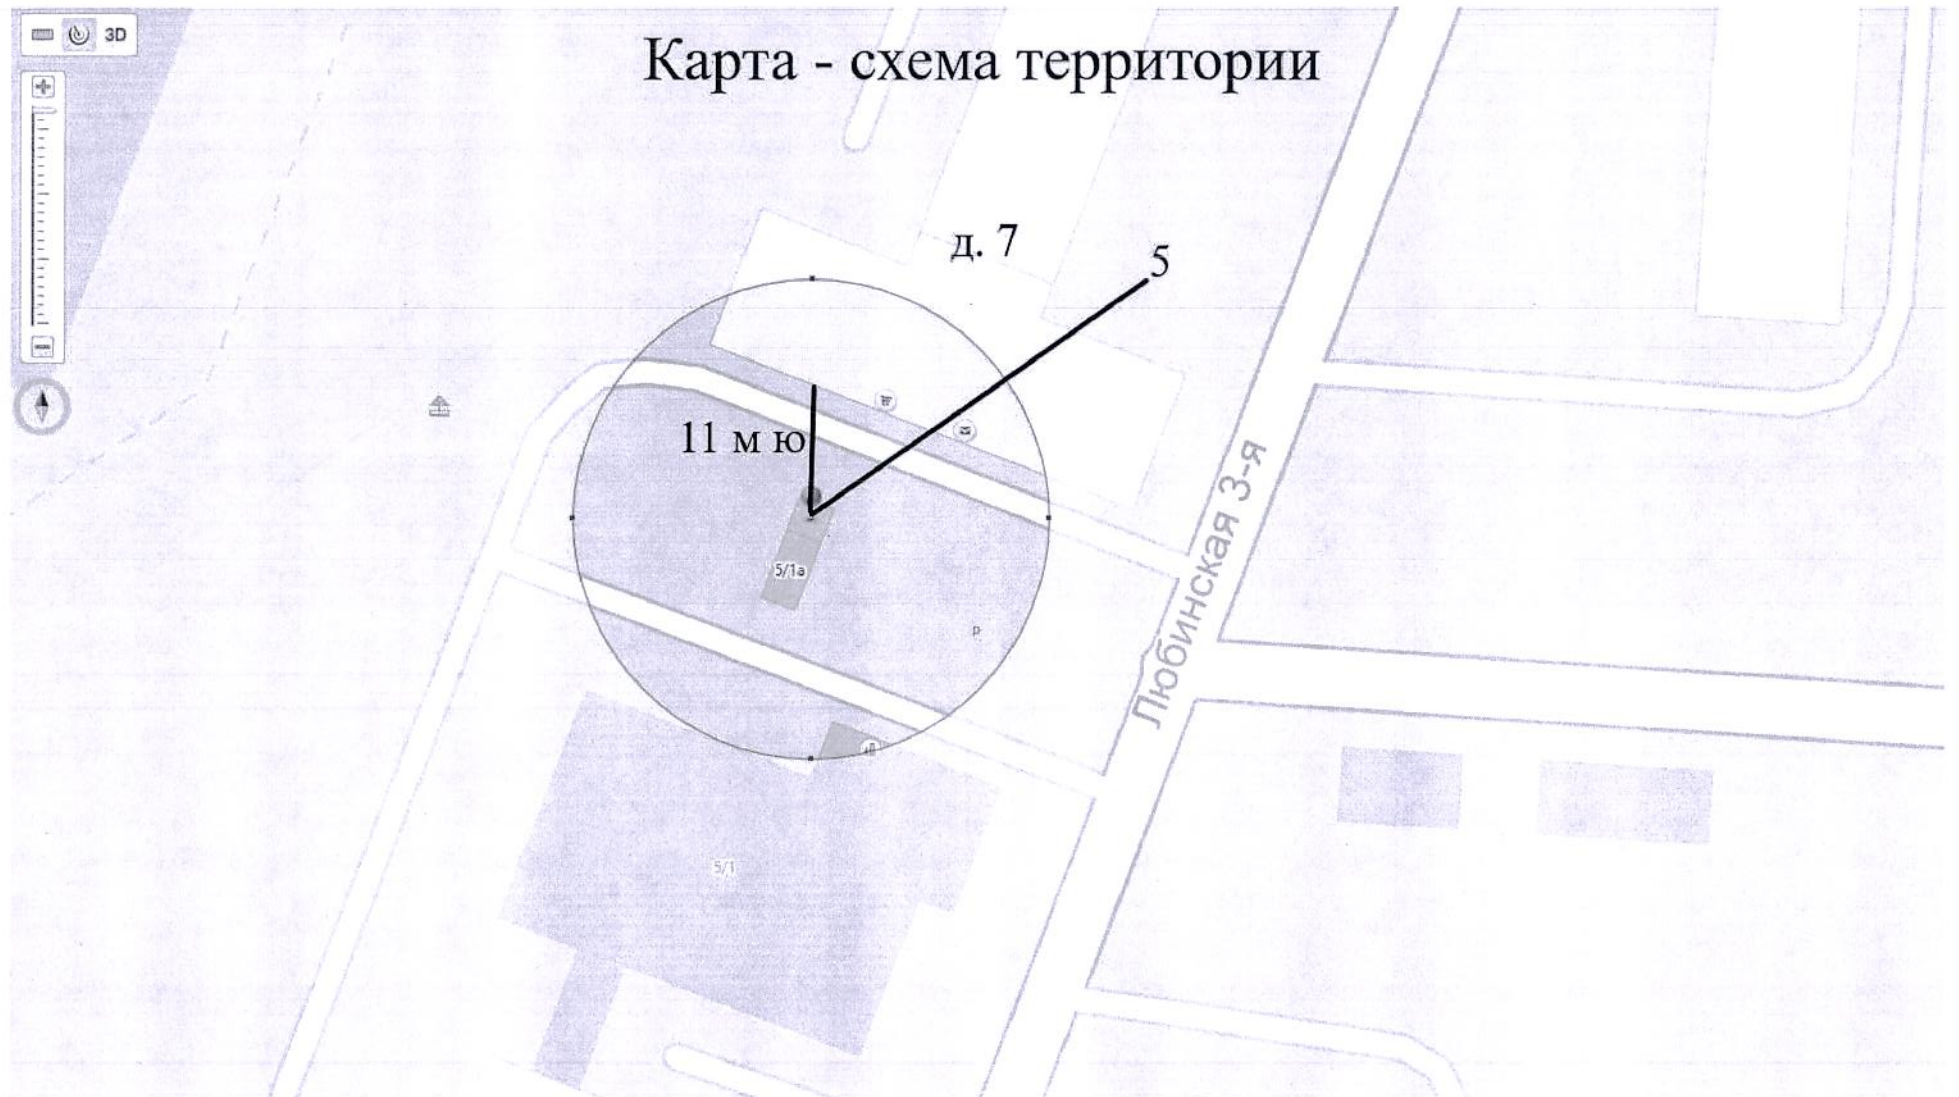 3D
Карта - схема территории
д. 7
5
11 м ю
5/1а
Р
Любинская 3-я
5/1